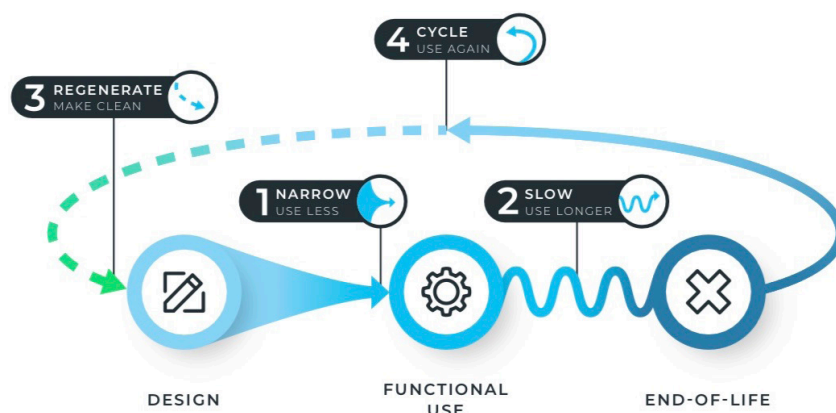 4 CYCLE
USE AGAIN
3 REGENERATE
MAKE CLEAN
1 NARROW
USE LESS
2 SLOW
USE LONGER
DESIGN
FUNCTIONAL
USE
END-OF-LIFE